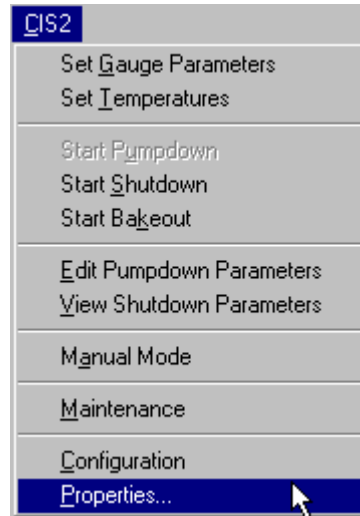 CIS2
Set Gauge Parameters
Set Temperatures
Start Pumpdown
Start Shutdown
Start Bakeout
Edit Pumpdown Parameters
View Shutdown Parameters
Manual Mode
Maintenance
Configuration
Properties...